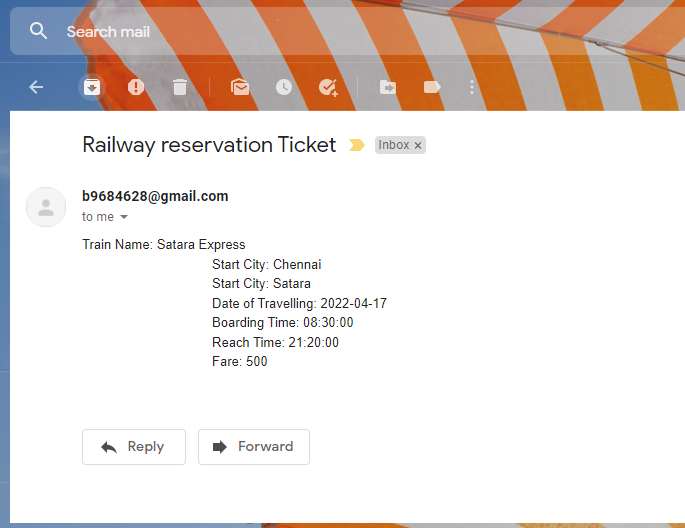 Search mail
Railway reservation Ticket
Inbox ×
b9684628@gmail.com
to me
Train Name: Satara Express
Start City: Chennai
Start City: Satara
Date of Travelling: 2022-04-17
Boarding Time: 08:30:00
Reach Time: 21:20:00
Fare: 500
Reply
Forward